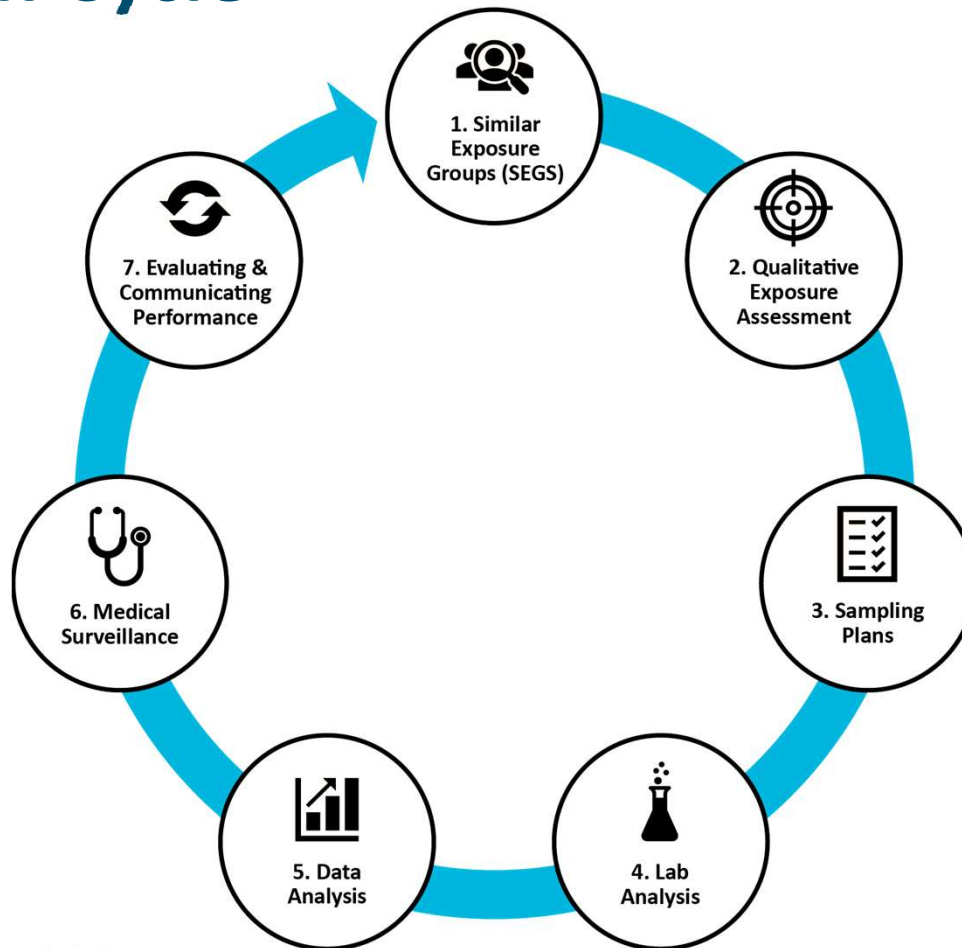 1. Similar
Exposure
Groups (SEGS)
2. Qualitative
Exposure
Assessment
3. Sampling
Plans
4. Lab
Analysis
5. Data
Analysis
6. Medical
Surveillance
7. Evaluating &
Communicating
Performance